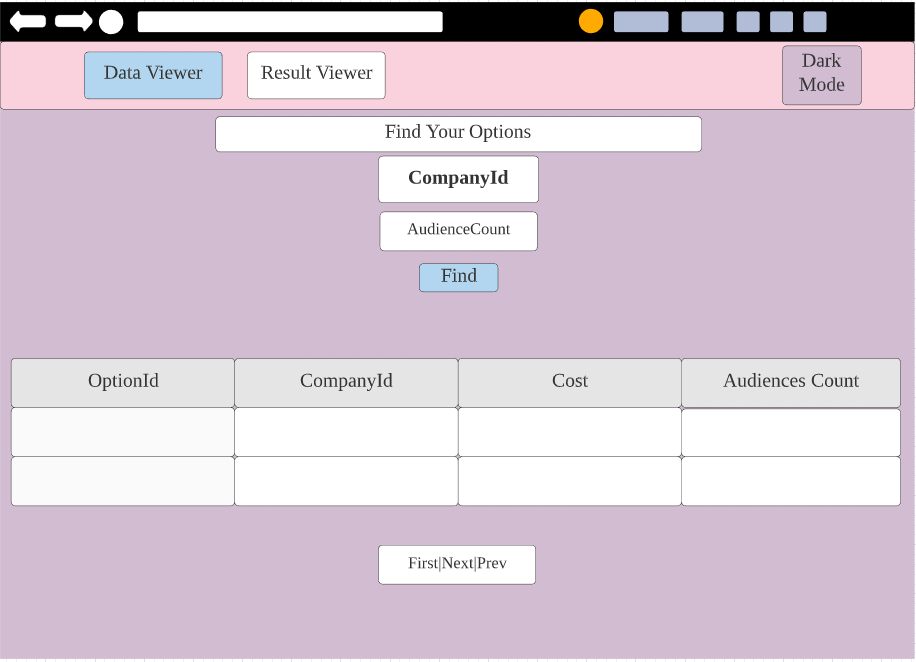 Data Viewer
Result Viewer
Dark
Mode
Find Your Options
CompanyId
AudienceCount
Find
OptionId
CompanyId
Cost
Audiences Count
First|Next|Prev